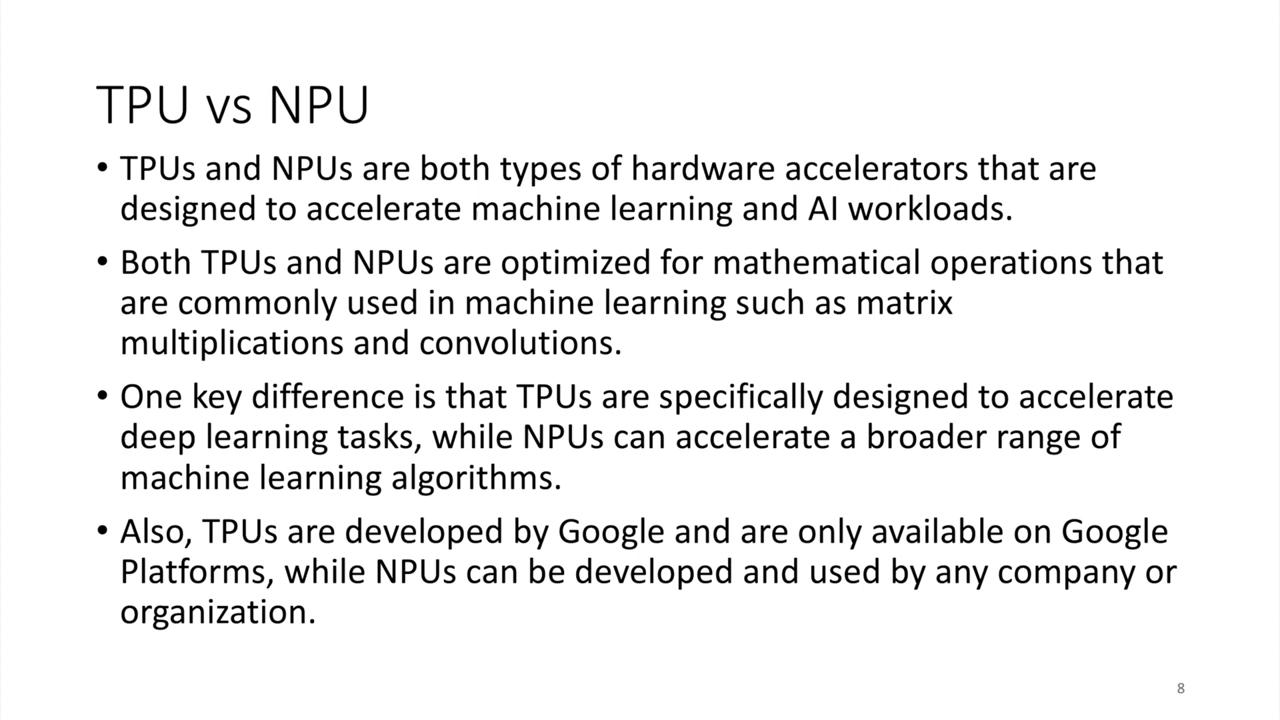 TPU vs NPU
• TPUs and NPUs are both types of hardware accelerators that are
designed to accelerate machine learning and AI workloads.
• Both TPUs and NPUs are optimized for mathematical operations that
are commonly used in machine learning such as matrix
multiplications and convolutions.
• One key difference is that TPUs are specifically designed to accelerate
deep learning tasks, while NPUs can accelerate a broader range of
machine learning algorithms.
• Also, TPUs are developed by Google and are only available on Google
Platforms, while NPUs can be developed and used by any company or
organization.
8